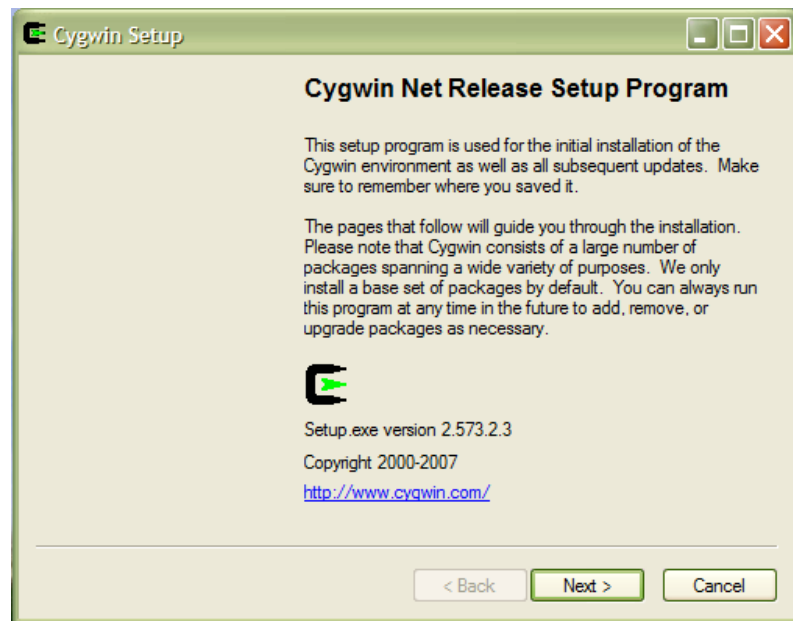 Cygwin Setup
Cygwin Net Release Setup Program
This setup program is used for the initial installation of the
Cygwin environment as well as all subsequent updates.  Make
sure to remember where you saved it.
The pages that follow will guide you through the installation.
Please note that Cygwin consists of a large number of
packages spanning a wide variety of purposes.  We only
install a base set of packages by default.  You can always run
this program at any time in the future to add, remove, or
upgrade packages as necessary.
Setup.exe version 2.573.2.3
Copyright 2000-2007
http://www.cygwin.com/
< Back Next > Cancel